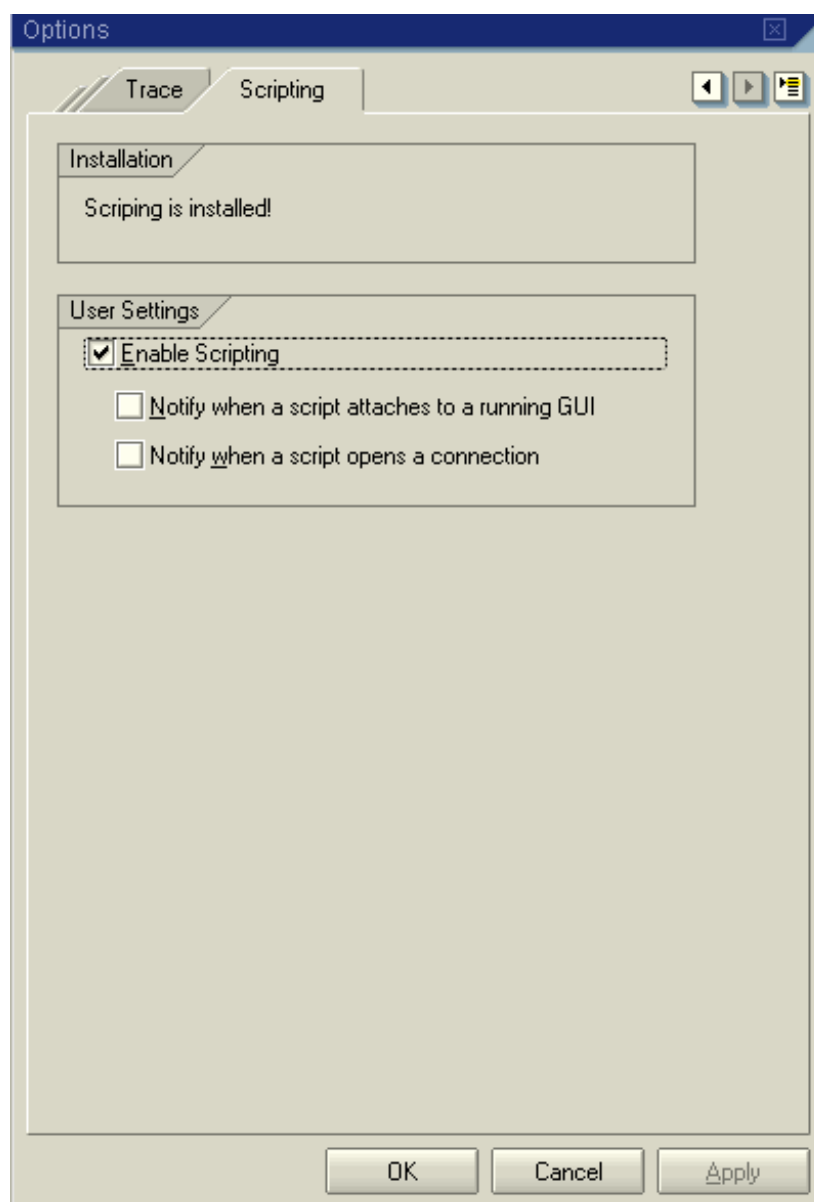 Options
Trace
Scripting
Installation
Scriping is installed!
User Settings
Enable Scripting
Notify when a script attaches to a running GUI
Notify when a script opens a connection
OK
Cancel
Apply